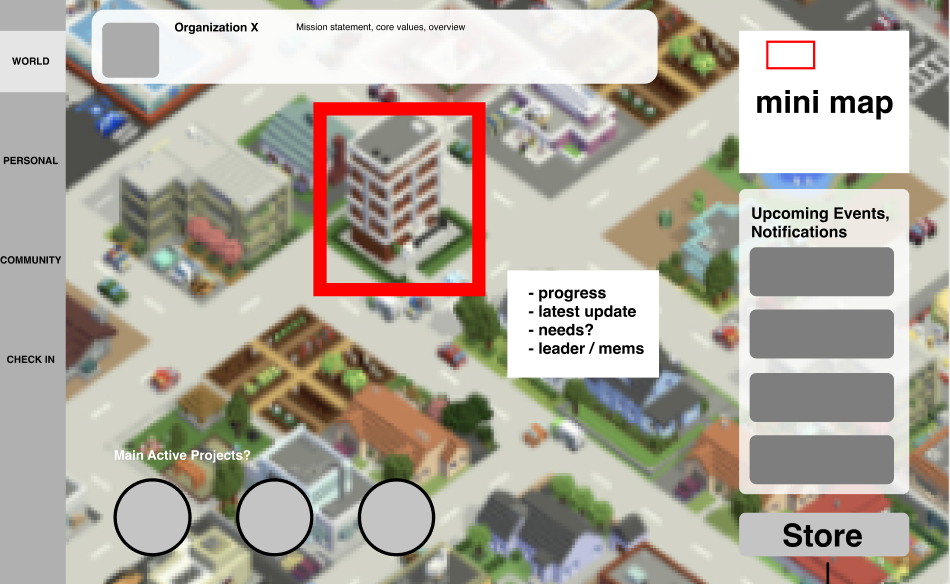 WORLD
PERSONAL
COMMUNITY
CHECK IN
Organization X
Mission statement, core values, overview
mini map
Upcoming Events,
Notifications
- progress
- latest update
- needs?
- leader / mems
Main Active Projects?
Store